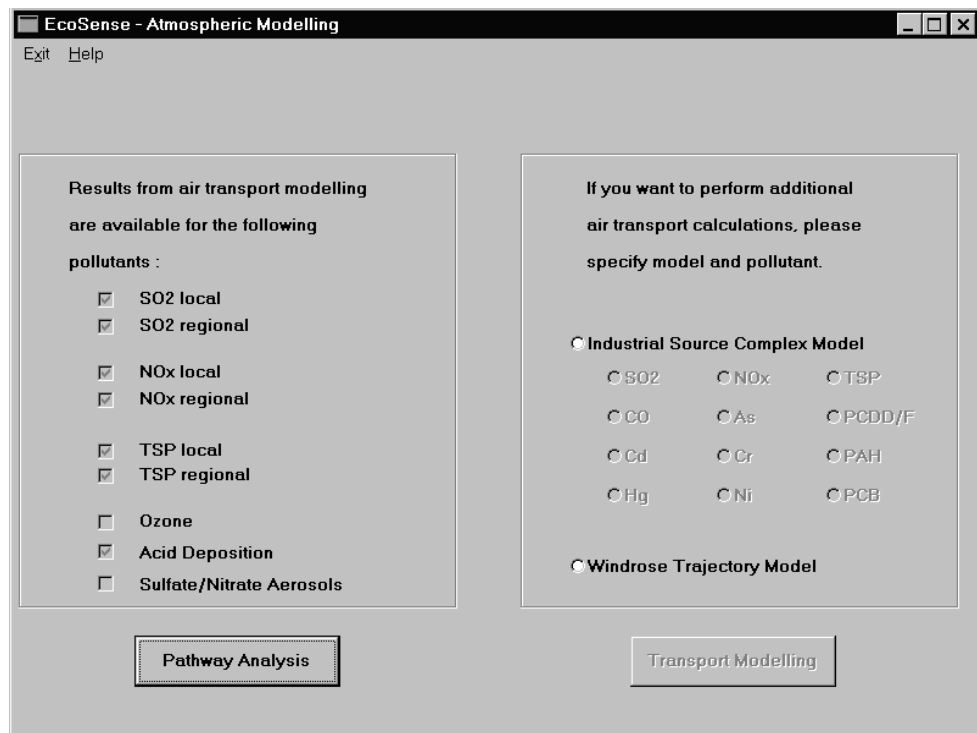 EcoSense - Atmospheric Modelling
Exit Help
Results from air transport modelling
are available for the following
pollutants :
SO2 local
SO2 regional
NOx local
NOx regional
TSP local
TSP regional
Ozone
Acid Deposition
Sulfate/Nitrate Aerosols
Pathway Analysis
If you want to perform additional
air transport calculations, please
specify model and pollutant.
Industrial Source Complex Model
SO2 NOx TSP
CO As PCDD/F
Cd Cr PAH
Hg Ni PCB
Windrose Trajectory Model
Transport Modelling